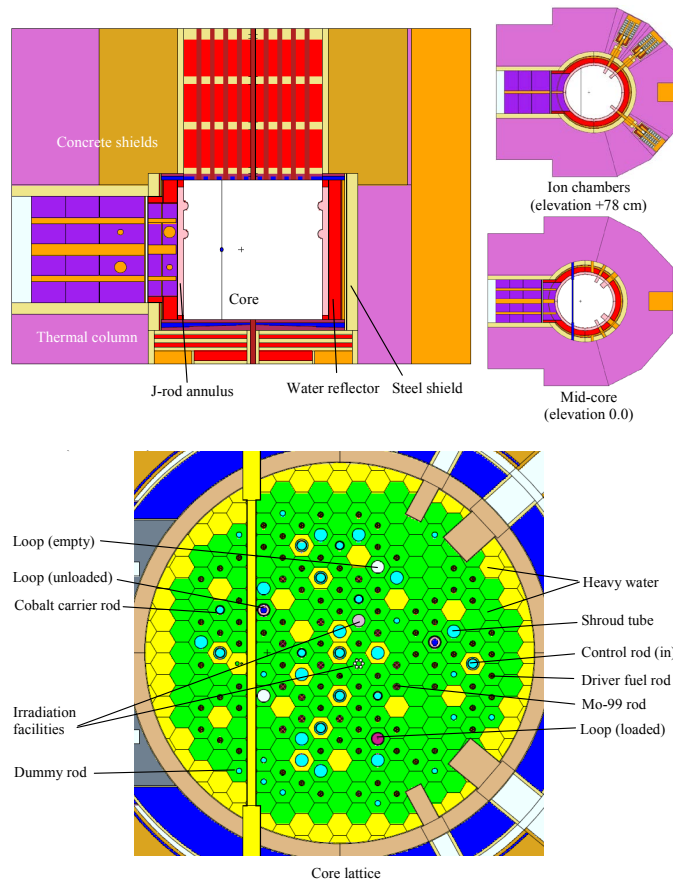 Concrete shields
Core
Thermal column
J-rod annulus
Water reflector
Steel shield
Ion chambers
(elevation +78 cm)
Mid-core
(elevation 0.0)
Loop (empty)
Loop (unloaded)
Cobalt carrier rod
Irradiation
facilities
Dummy rod
Heavy water
Shroud tube
Control rod (in)
Driver fuel rod
Mo-99 rod
Loop (loaded)
Core lattice